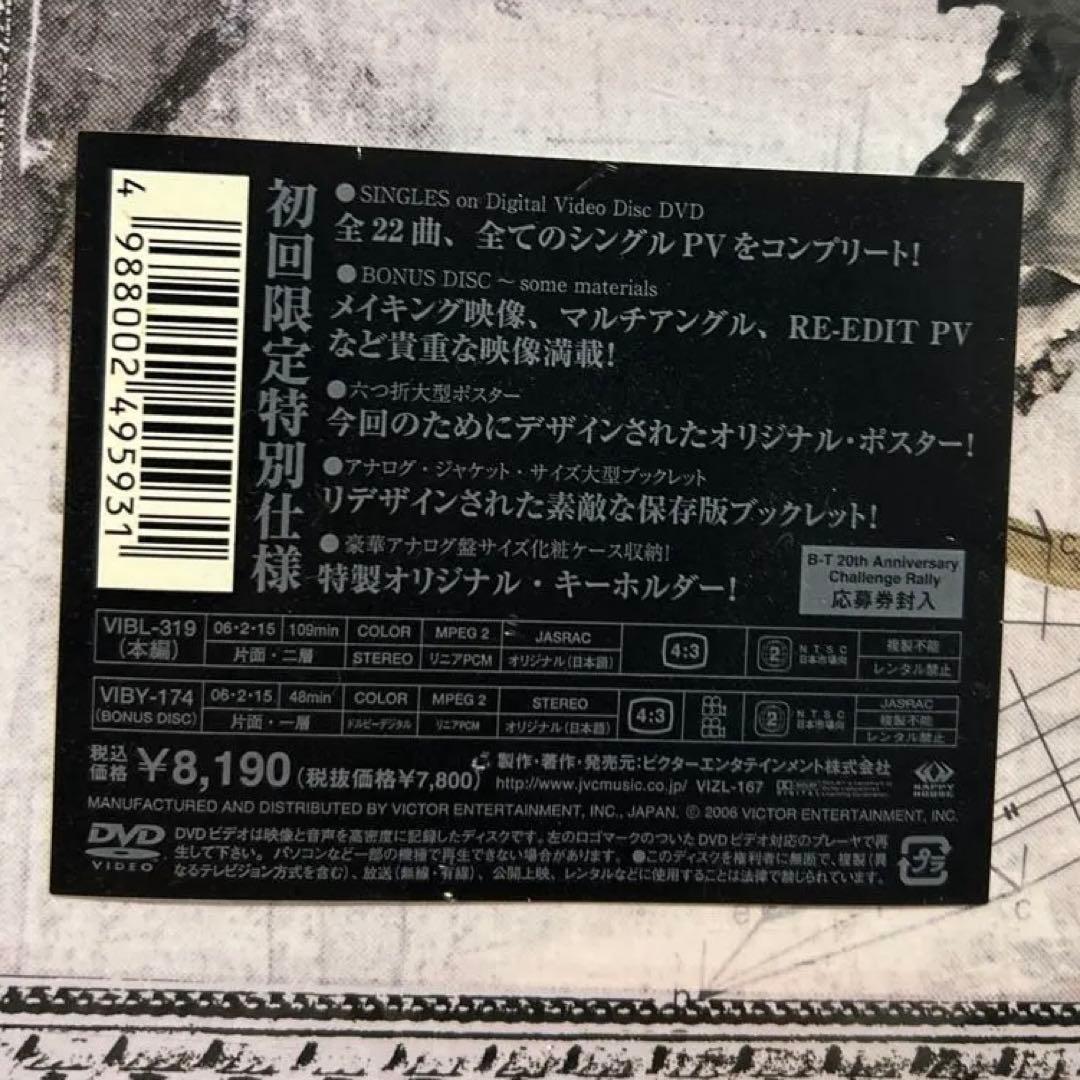 4 988002 495931
初回限定特別仕様
●SINGLES on Digital Video Disc DVD
全22曲、全てのシングルPVをコンプリート!
●BONUS DISC ~ some materials
メイキング映像、マルチアングル、RE-EDIT PV
など貴重な映像満載!
●六つ折大型ポスター
今回のためにデザインされたオリジナル・ポスター!
●アナログ・ジャケット・サイズ大型ブックレット
リデザインされた素敵な保存版ブックレット!
●豪華アナログ盤サイズ化粧ケース収納!
特製オリジナル・キーホルダー!
B-T 20th Anniversary
Challenge Rally
応募券封入
VIBL-319 06・2・15 109min COLOR MPEG 2 JASRAC 4:3 2 NTSC 日本市場向 複製不能
(本編) 片面・二層 STEREO リニアPCM オリジナル(日本語) レンタル禁止
VIBY-174 06・2・15 48min COLOR MPEG 2 STEREO 4:3 2 NTSC 日本市場向 JASRAC
(BONUS DISC) 片面・一層 ドルビーデジタル リニアPCM オリジナル(日本語) 複製不能
レンタル禁止
税込価格 ¥8,190(税抜価格¥7,800)
製作・著作・発売元:ビクターエンタテインメント株式会社
http://www.jvcmusic.co.jp/ VIZL-167
HAPPY HOUSE
MANUFACTURED AND DISTRIBUTED BY VICTOR ENTERTAINMENT, INC., JAPAN. © 2006 VICTOR ENTERTAINMENT, INC.
DVD VIDEO
DVDビデオは映像と音声を高密度に記録したディスクです。左のロゴマークのついたDVDビデオ対応のプレーヤで再
生して下さい。パソコンなど一部の機種で再生できない場合があります。●このディスクを権利者に無断で、複製(異
なるテレビジョン方式を含む)、放送(無線・有線)、公開上映、レンタルなどに使用することは法律で禁じられています。
プラ